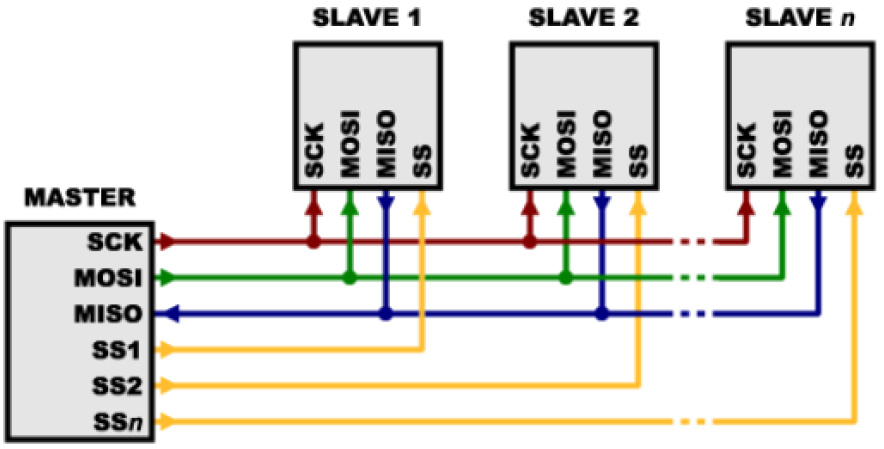 SLAVE 1
SLAVE 2
SLAVE n
SCK
MOSI
MISO
SS
SCK
MOSI
MISO
SS
SCK
MOSI
MISO
SS
MASTER
SCK
MOSI
MISO
SS1
SS2
SSn